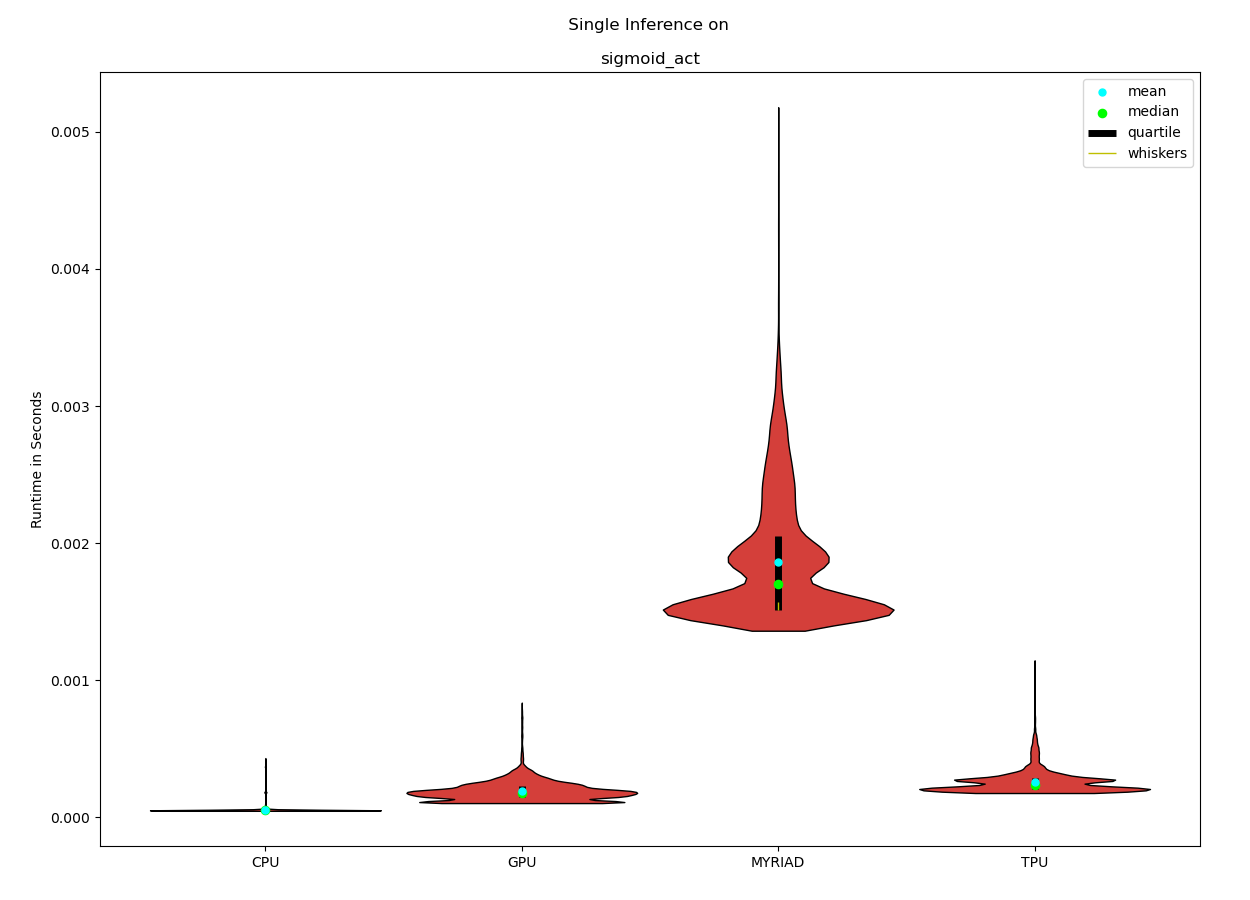 Single Inference on
sigmoid_act
mean
median
quartile
whiskers
Runtime in Seconds
0.005
0.004
0.003
0.002
0.001
0.000
CPU
GPU
MYRIAD
TPU